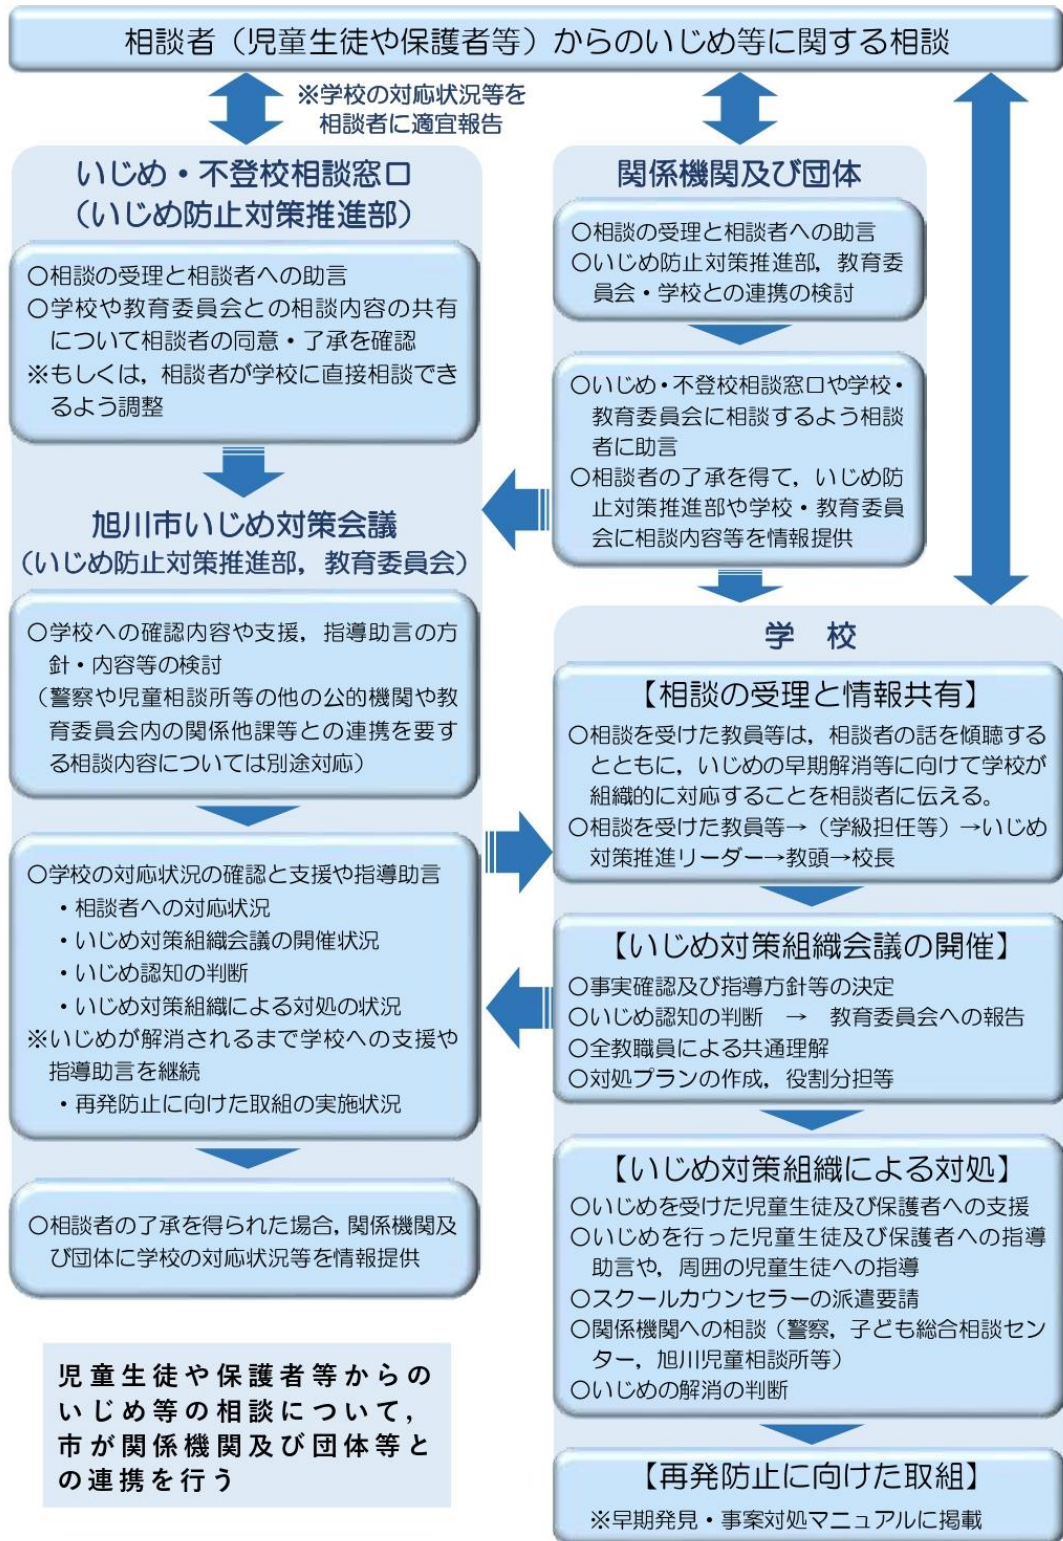 相談者（児童生徒や保護者等）からのいじめ等に関する相談
※学校の対応状況等を
相談者に適宜報告
いじめ・不登校相談窓口
（いじめ防止対策推進部）
○相談の受理と相談者への助言
○学校や教育委員会との相談内容の共有
について相談者の同意・了承を確認
※もしくは，相談者が学校に直接相談でき
るよう調整
旭川市いじめ対策会議
（いじめ防止対策推進部，教育委員会）
○学校への確認内容や支援，指導助言の方
針・内容等の検討
（警察や児童相談所等の他の公的機関や教
育委員会内の関係他課等との連携を要す
る相談内容については別途対応）
○学校の対応状況の確認と支援や指導助言
・相談者への対応状況
・いじめ対策組織会議の開催状況
・いじめ認知の判断
・いじめ対策組織による対処の状況
※いじめが解消されるまで学校への支援や
指導助言を継続
・再発防止に向けた取組の実施状況
○相談者の了承を得られた場合，関係機関及
び団体に学校の対応状況等を情報提供
児童生徒や保護者等からの
いじめ等の相談について，
市が関係機関及び団体等と
の連携を行う
関係機関及び団体
○相談の受理と相談者への助言
○いじめ防止対策推進部，教育委
員会・学校との連携の検討
○いじめ・不登校相談窓口や学校・
教育委員会に相談するよう相談
者に助言
○相談者の了承を得て，いじめ防
止対策推進部や学校・教育委員
会に相談内容等を情報提供
学　校
【相談の受理と情報共有】
○相談を受けた教員等は，相談者の話を傾聴する
とともに，いじめの早期解消等に向けて学校が
組織的に対応することを相談者に伝える。
○相談を受けた教員等→（学級担任等）→いじめ
対策推進リーダー→教頭→校長
【いじめ対策組織会議の開催】
○事実確認及び指導方針等の決定
○いじめ認知の判断　→　教育委員会への報告
○全教職員による共通理解
○対処プランの作成，役割分担等
【いじめ対策組織による対処】
○いじめを受けた児童生徒及び保護者への支援
○いじめを行った児童生徒及び保護者への指導
助言や，周囲の児童生徒への指導
○スクールカウンセラーの派遣要請
○関係機関への相談（警察，子ども総合相談セン
ター，旭川児童相談所等）
○いじめの解消の判断
【再発防止に向けた取組】
※早期発見・事案対処マニュアルに掲載